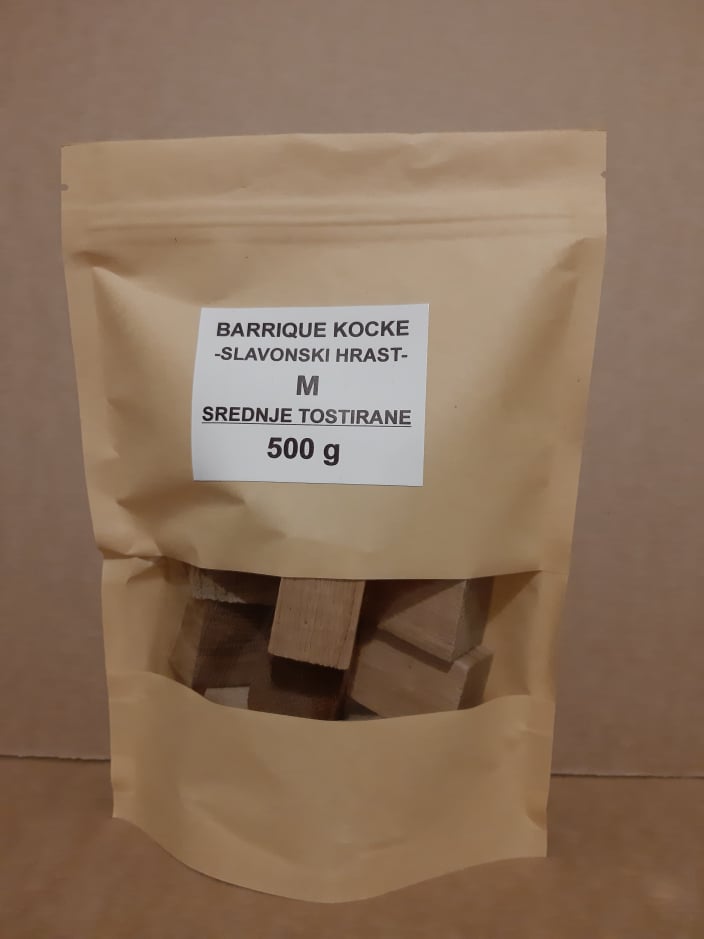 BARRIQUE KOCKE
-SLAVONSKI HRAST-
M
SREDNJE TOSTIRANE
500 g